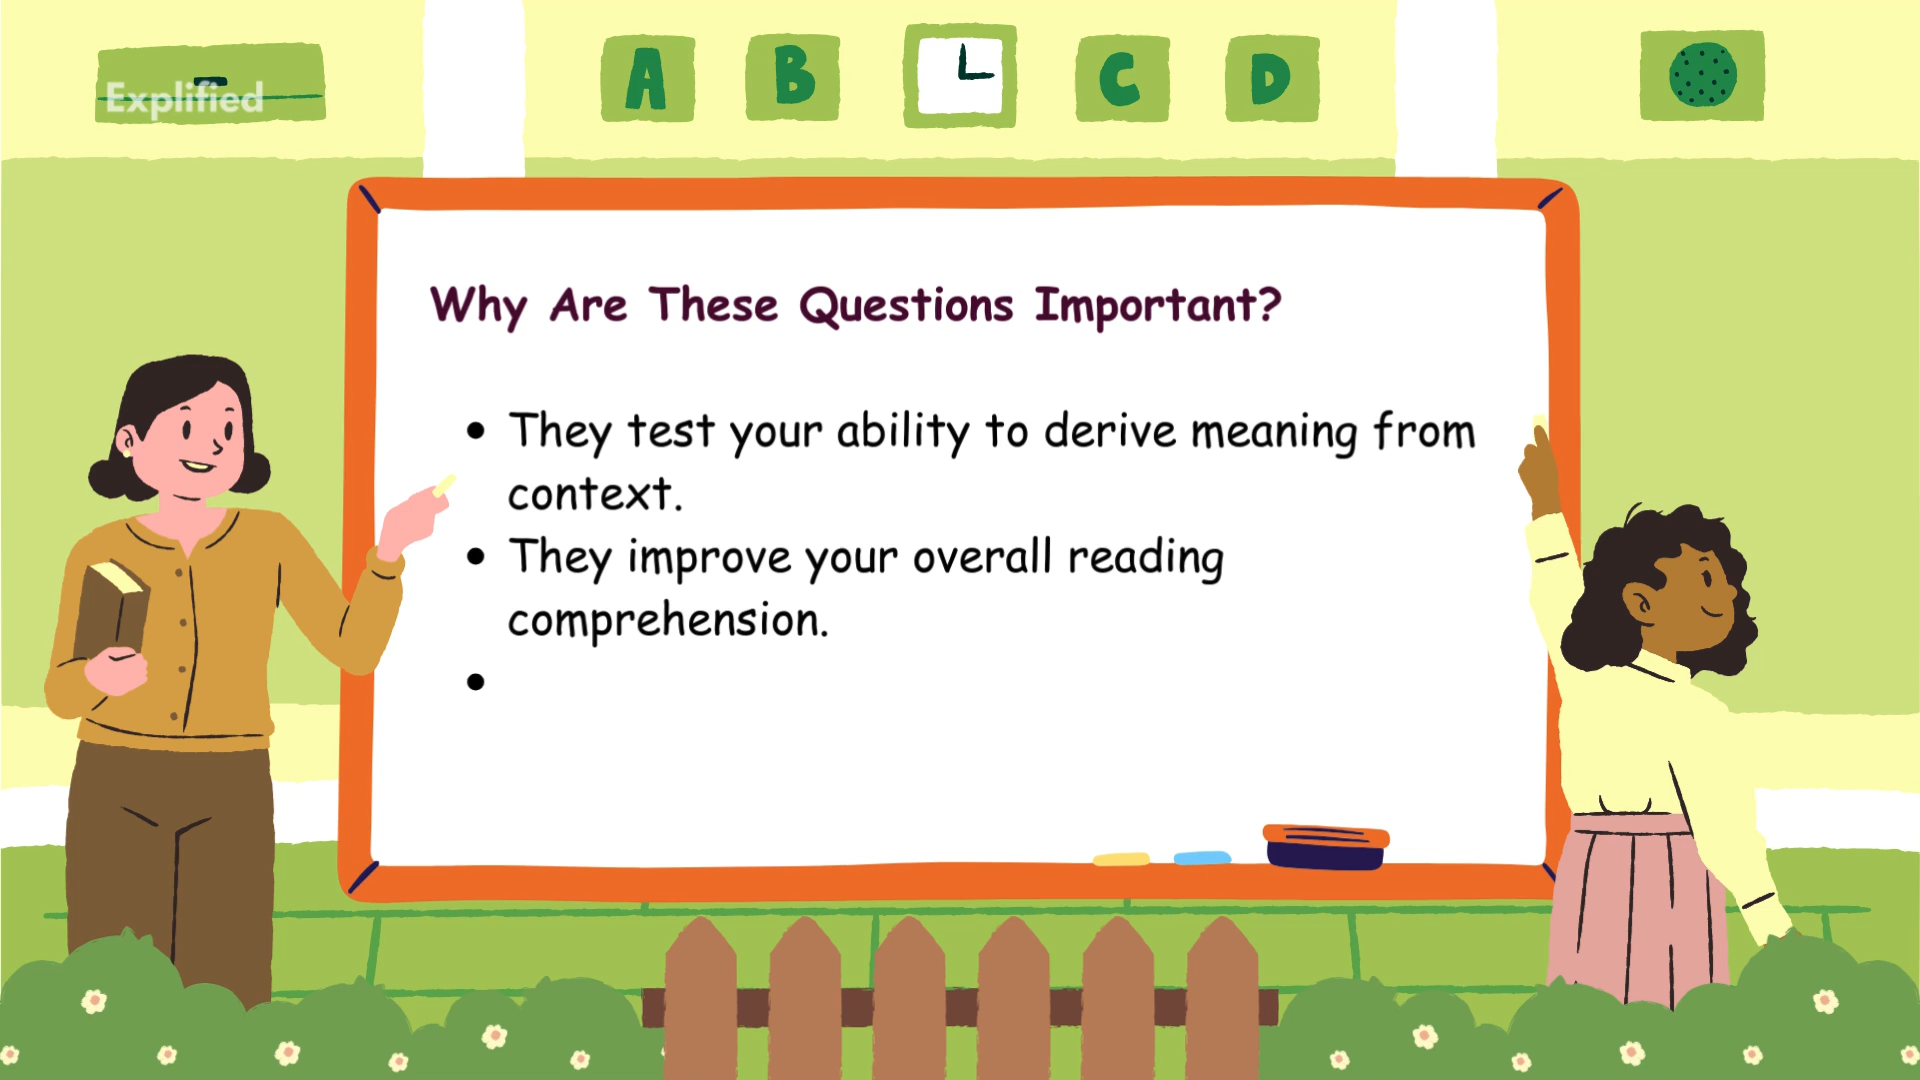 Explified
A B C D
Why Are These Questions Important?
• They test your ability to derive meaning from
context.
• They improve your overall reading
comprehension.
•